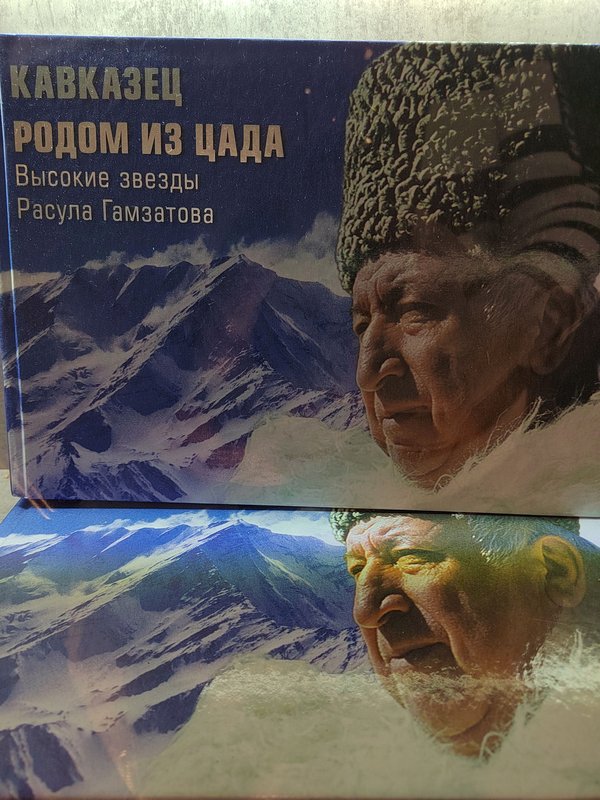 КАВКАЗЕЦ
РОДОМ ИЗ ЦАДА
Высокие звезды
Расула Гамзатова